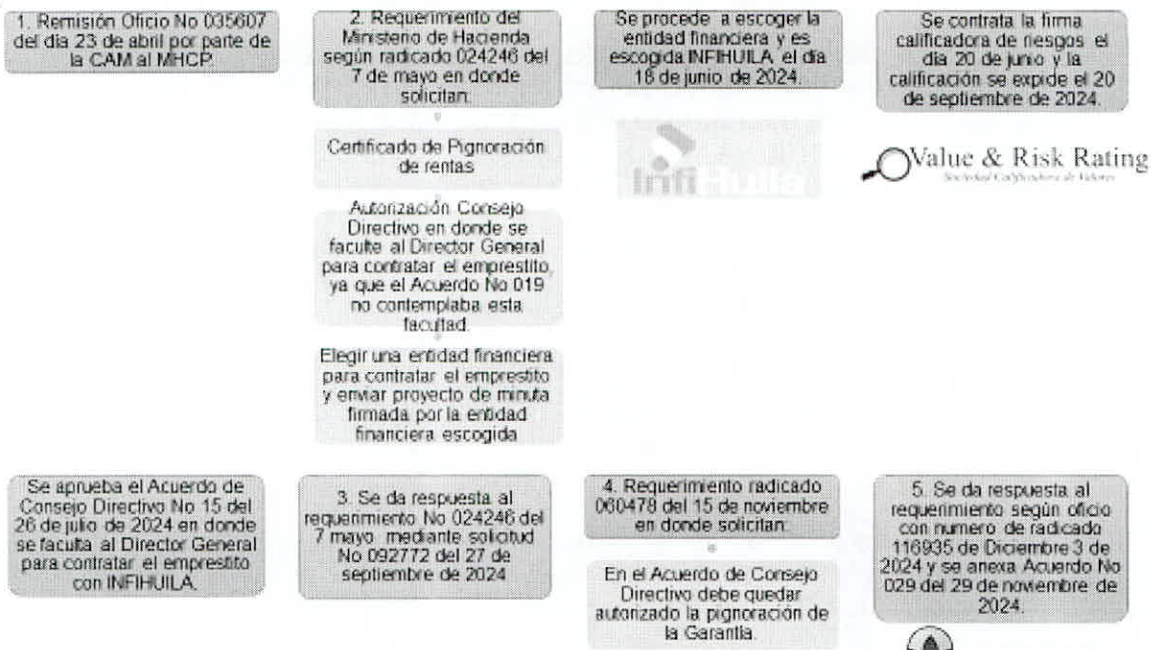 1. Remisión Oficio No 035607
del día 23 de abril por parte de
la CAM al MHCP.
2. Requerimiento del
Ministerio de Hacienda
según radicado 024246 del
7 de mayo en donde
solicitan:
Certificado de Pignoración
de rentas
Autorización Consejo
Directivo en donde se
faculte al Director General
para contratar el emprestito,
ya que el Acuerdo No 019
no contemplaba esta
facultad.
Elegir una entidad financiera
para contratar el emprestito
y enviar proyecto de minuta
firmada por la entidad
financiera escogida
Se procede a escoger la
entidad financiera y es
escogida INFIHUILA el día
18 de junio de 2024.
InfiHuila
Se contrata la firma
calificadora de riesgos el
día 20 de junio y la
calificación se expide el 20
de septiembre de 2024.
Value & Risk Rating
Sociedad Calificadora de Valores
Se aprueba el Acuerdo de
Consejo Directivo No 15 del
26 de julio de 2024 en donde
se faculta al Director General
para contratar el emprestito
con INFIHUILA.
3. Se da respuesta al
requerimiento No 024246 del
7 mayo mediante solicitud
No 092772 del 27 de
septiembre de 2024
4. Requerimiento radicado
060478 del 15 de noviembre
en donde solicitan:
En el Acuerdo de Consejo
Directivo debe quedar
autorizado la pignoración de
la Garantía.
5. Se da respuesta al
requerimiento según oficio
con numero de radicado
116935 de Diciembre 3 de
2024 y se anexa Acuerdo No
029 del 29 de noviembre de
2024.